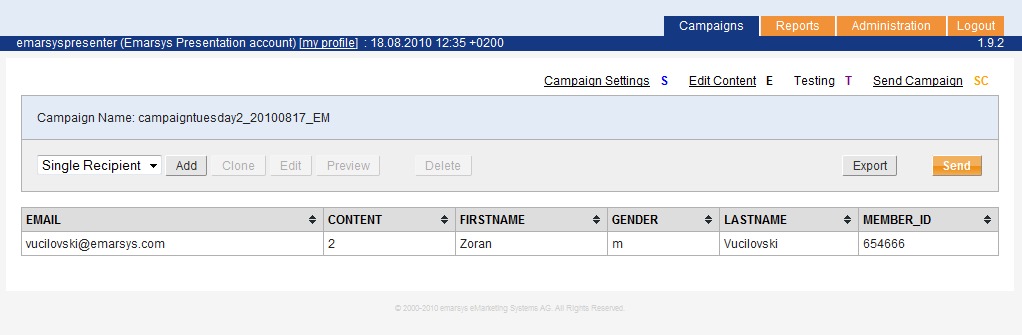 Campaigns Reports Administration Logout
emarsyspresenter (Emarsys Presentation account) [my profile] : 18.08.2010 12:35 +0200 1.9.2
Campaign Settings S Edit Content E Testing T Send Campaign SC
Campaign Name: campaigntuesday2_20100817_EM
Single Recipient Add Clone Edit Preview Delete Export Send
EMAIL CONTENT FIRSTNAME GENDER LASTNAME MEMBER_ID
vucilovski@emarsys.com 2 Zoran m Vucilovski 654666
© 2000-2010 emarsys eMarketing Systems AG. All Rights Reserved.